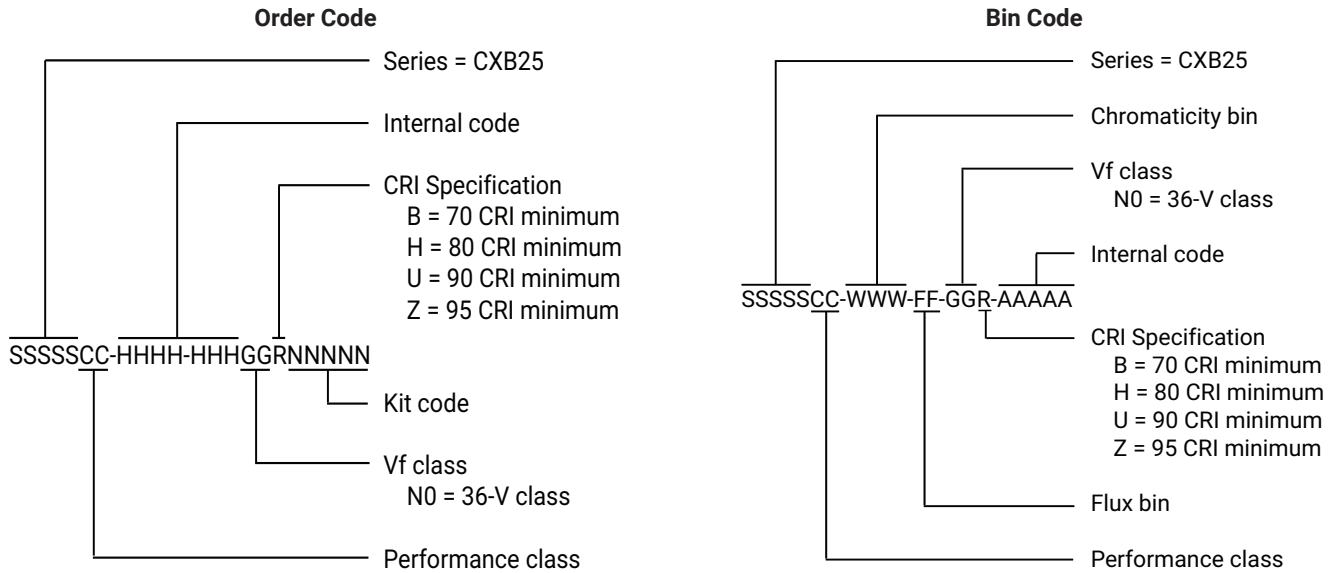 Order Code
Series = CXB25
Internal code
CRI Specification
B = 70 CRI minimum
H = 80 CRI minimum
U = 90 CRI minimum
Z = 95 CRI minimum
SSSSSCC-HHHH-HHHGGRNNNNN
Kit code
Vf class
N0 = 36-V class
Performance class
Bin Code
Series = CXB25
Chromaticity bin
Vf class
N0 = 36-V class
Internal code
SSSSSCC-WWW-FF-GGR-AAAAA
CRI Specification
B = 70 CRI minimum
H = 80 CRI minimum
U = 90 CRI minimum
Z = 95 CRI minimum
Flux bin
Performance class